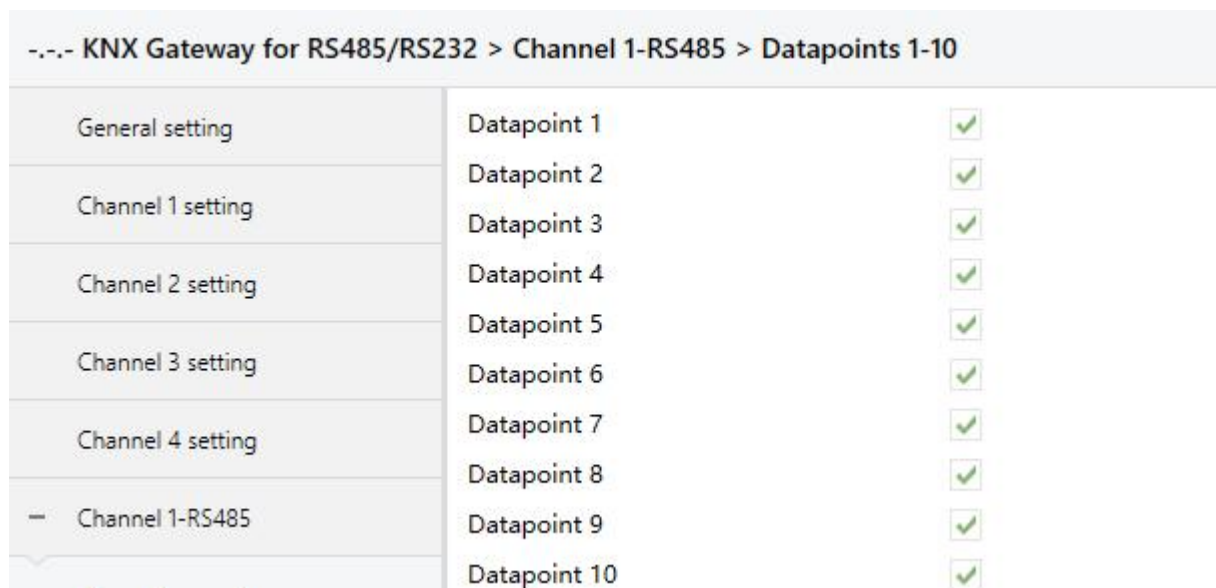 -.-.- KNX Gateway for RS485/RS232 > Channel 1-RS485 > Datapoints 1-10
General setting
Channel 1 setting
Channel 2 setting
Channel 3 setting
Channel 4 setting
– Channel 1-RS485
Datapoint 1
Datapoint 2
Datapoint 3
Datapoint 4
Datapoint 5
Datapoint 6
Datapoint 7
Datapoint 8
Datapoint 9
Datapoint 10